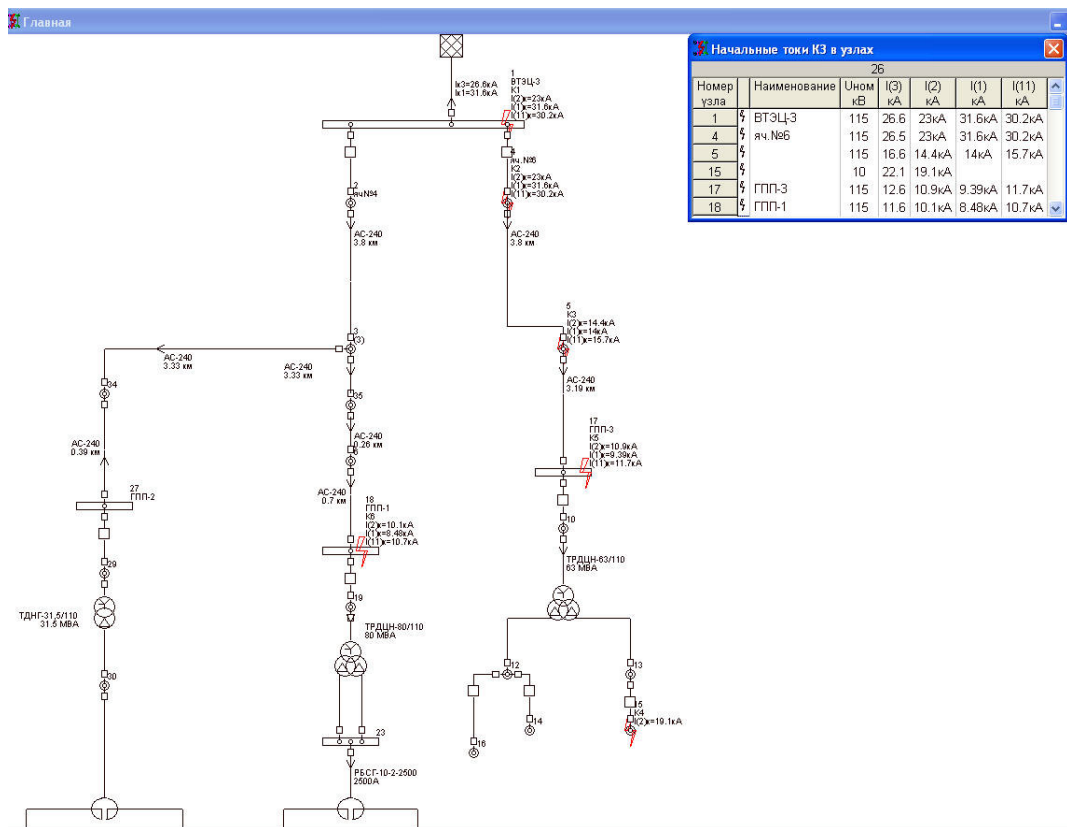 Главная
Начальные токи КЗ в узлах
26
Номер узла Наименование Uном кВ I(3) кА I(2) кА I(1) кА I(11) кА
1 ВТЭЦ-3 115 26.6 23кА 31.6кА 30.2кА
4 яч.№6 115 26.5 23кА 31.6кА 30.2кА
5 115 16.6 14.4кА 14кА 15.7кА
15 10 22.1 19.1кА
17 ГПП-3 115 12.6 10.9кА 9.39кА 11.7кА
18 ГПП-1 115 11.6 10.1кА 8.48кА 10.7кА
Iк3=26.6кА
Iк1=31.6кА
1
ВТЭЦ-3
К1
I(2)к=23кА
I(1)к=31.6кА
I(11)к=30.2кА
2
яч№4
4
яч.№6
К2
I(2)к=23кА
I(1)к=31.6кА
I(11)к=30.2кА
АС-240
3.8 км
АС-240
3.8 км
3
(3)
5
К3
I(2)к=14.4кА
I(1)к=14кА
I(11)к=15.7кА
АС-240
3.33 км
АС-240
3.33 км
34
35
АС-240
3.19 км
АС-240
0.39 км
АС-240
0.26 км
6
17
ГПП-3
К5
I(2)к=10.9кА
I(1)к=9.39кА
I(11)к=11.7кА
27
ГПП-2
АС-240
0.7 км
18
ГПП-1
К6
I(2)к=10.1кА
I(1)к=8.48кА
I(11)к=10.7кА
10
29
19
ТРДЦН-63/110
63 МВА
ТДНГ-31,5/110
31.5 МВА
ТРДЦН-80/110
80 МВА
30
12
13
15
К4
I(2)к=19.1кА
14
16
23
РБСГ-10-2-2500
2500А